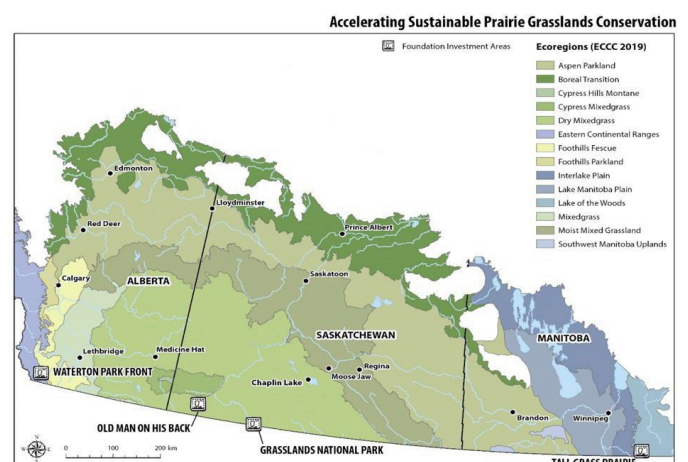 Accelerating Sustainable Prairie Grasslands Conservation
Foundation Investment Areas
Ecoregions (ECCC 2019)
Aspen Parkland
Boreal Transition
Cypress Hills Montane
Cypress Mixedgrass
Dry Mixedgrass
Eastern Continental Ranges
Foothills Fescue
Foothills Parkland
Interlake Plain
Lake Manitoba Plain
Lake of the Woods
Mixedgrass
Moist Mixed Grassland
Southwest Manitoba Uplands
Edmonton
Lloydminster
Red Deer
Prince Albert
Saskatoon
Calgary
ALBERTA
SASKATCHEWAN
MANITOBA
Lethbridge
Medicine Hat
Regina
Moose Jaw
Chaplin Lake
WATERTON PARK FRONT
Brandon
Winnipeg
OLD MAN ON HIS BACK
GRASSLANDS NATIONAL PARK
TALL GRASS PRAIRIE
N
W
E
S
0 100 200 km